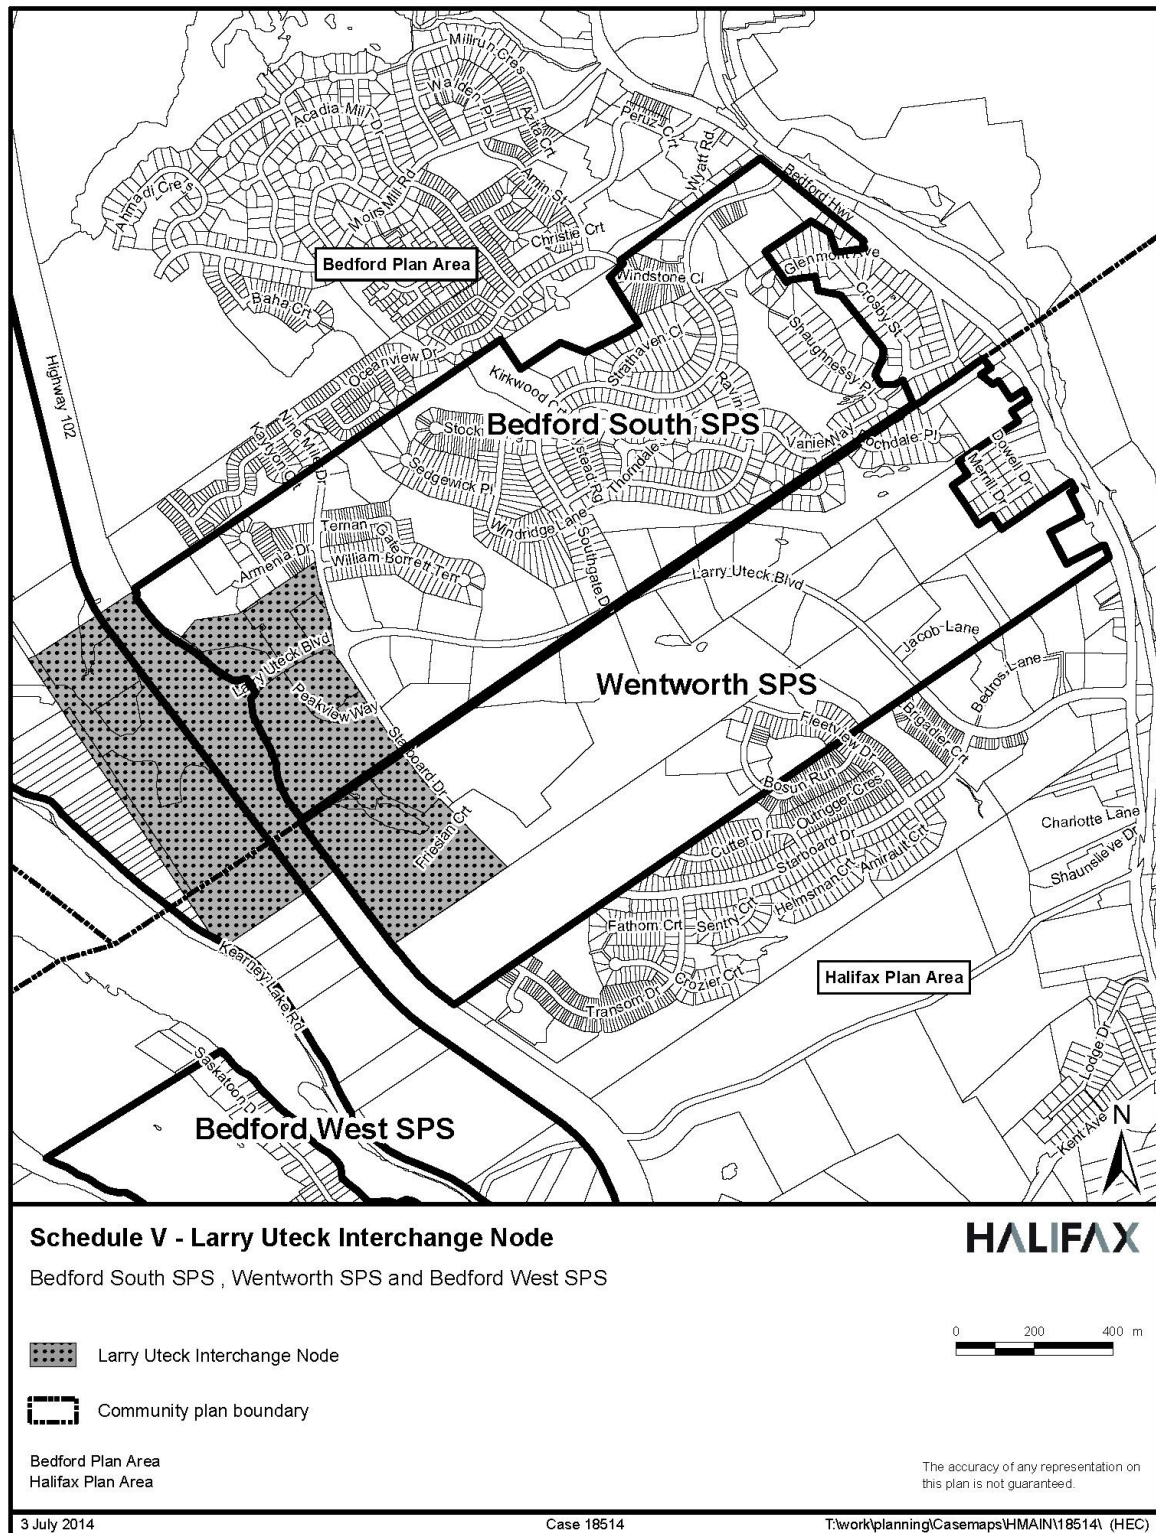 Millrun Cres
Walden Pl
Acadia Mill Dr
Azita Crt
Peruz Crt
Wyatt Rd
Ahmadi Cres
Moirs Mill Rd
Amin St
Bedford Hwy
Christie Crt
Bedford Plan Area
Windstone Cl
Glenmont Ave
Baha Crt
Crosby St
Highway 102
Oceanview Dr
Strathaven Cl
Shaughnessy Pl
Kirkwood
Ravin
Nine Mile Dr
Kaylyn Crt
Stock
Bedford South SPS
Vanier Way
Rochdale Pl
Dowell Dr
Merrill Dr
Sedgewick Pl
stead Rd
Thorndale
Windridge Lane
Southgate D
Ternan
Gate
Armenia Dr
William Borrett Terr
Larry Uteck Blvd
Jacob Lane
Larry Uteck Blvd
Wentworth SPS
Bedros Lane
Peakview Way
Fleetview D
Brigadier Crt
Starboard Dr
Bosun Run
Outrigger Cres
Friesian Crt
Cutter Dr
Starboard Dr
Charlotte Lane
Amirault Crt
Shaunslieve Dr
Helmsman Crt
Fathom Crt
Sentry Crt
Kearney Lake Rd
Crozier Crt
Halifax Plan Area
Transom Dr
Saskatoon D
Lodge Dr
Bedford West SPS
Kent Ave
N
Schedule V - Larry Uteck Interchange Node
HALIFAX
Bedford South SPS , Wentworth SPS and Bedford West SPS
0 200 400 m
Larry Uteck Interchange Node
Community plan boundary
Bedford Plan Area
Halifax Plan Area
The accuracy of any representation on
this plan is not guaranteed.
3 July 2014 Case 18514 T:\work\planning\Casemaps\HMAIN\18514\ (HEC)